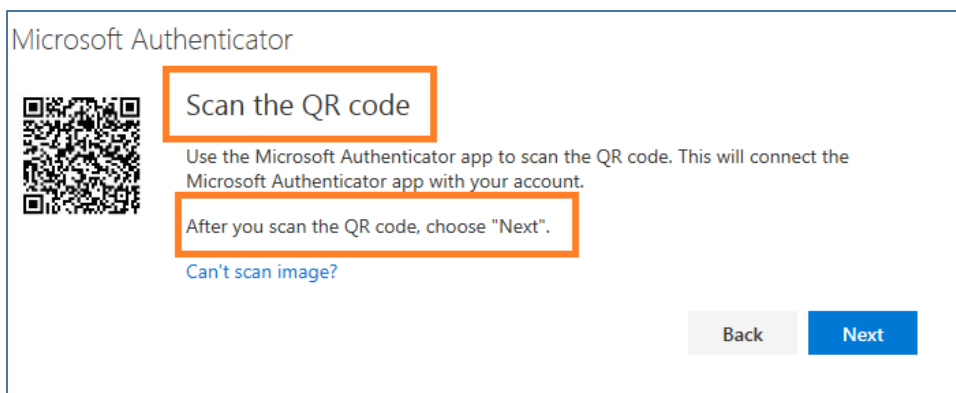 Microsoft Authenticator
Scan the QR code
Use the Microsoft Authenticator app to scan the QR code. This will connect the
Microsoft Authenticator app with your account.
After you scan the QR code, choose "Next".
Can't scan image?
Back
Next